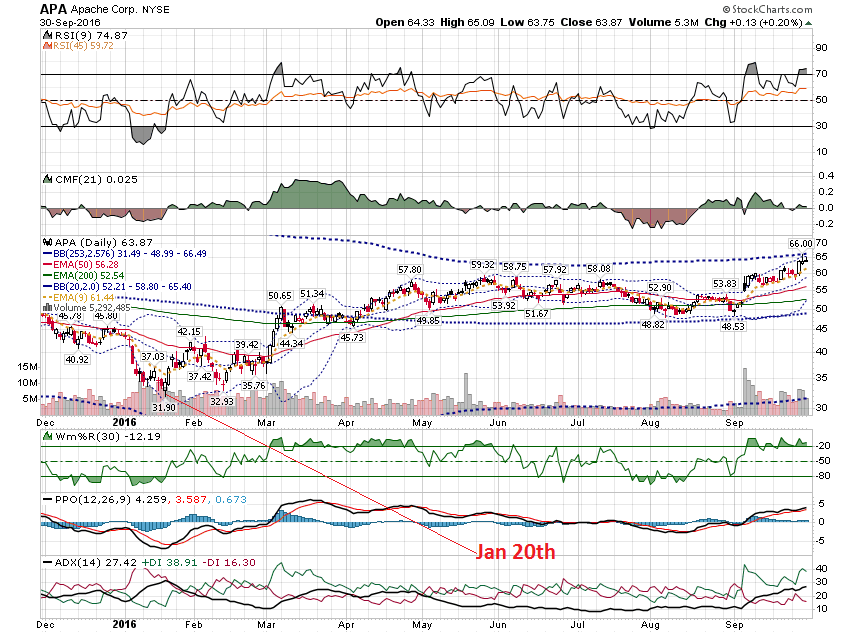 APA Apache Corp. NYSE
© StockCharts.com
30-Sep-2016
Open 64.33 High 65.09 Low 63.75 Close 63.87 Volume 5.3M Chg +0.13 (+0.20%)
RSI(9) 74.87
RSI(45) 59.72
90
70
50
30
10
CMF(21) 0.025
0.4
0.2
0.0
-0.2
APA (Daily) 63.87
BB(253,2.576) 31.49 - 48.99 - 66.49
EMA(50) 56.28
EMA(200) 52.54
BB(20,2.0) 52.21 - 58.80 - 65.40
EMA(9) 61.44
Volume 5,292,485
45.78 45.80
40.92
37.03
31.90
42.15
37.42
32.93
39.42
35.76
50.65
44.34
51.34
45.73
57.80
49.85
59.32
53.92
58.75
51.67
57.92
58.08
48.82
52.90
53.83
48.53
66.00
70
65
60
55
50
45
40
35
30
15M
10M
5M
Dec 2016 Feb Mar Apr May Jun Jul Aug Sep
Wm%R(30) -12.19
-20
-50
-80
PPO(12,26,9) 4.259, 3.587, 0.673
5
0
-5
Jan 20th
ADX(14) 27.42 +DI 38.91 -DI 16.30
40
30
20
10
Dec 2016 Feb Mar Apr May Jun Jul Aug Sep